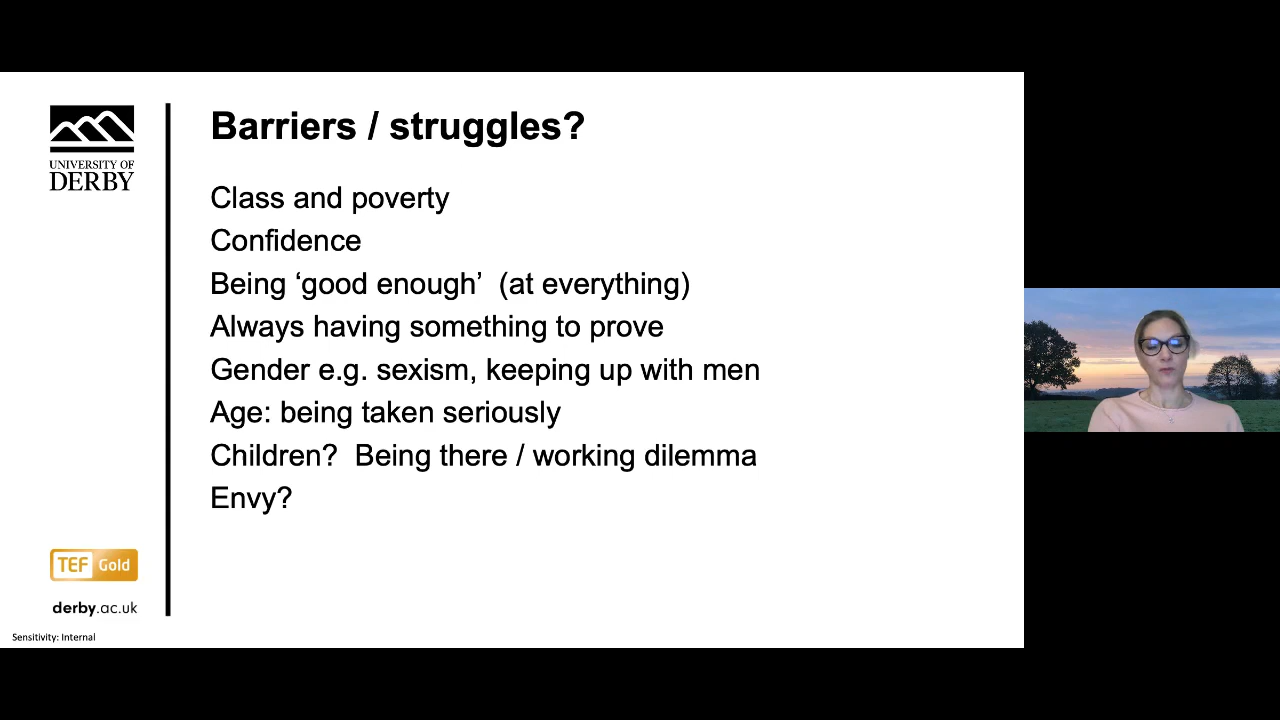 Barriers / struggles?
UNIVERSITY OF
DERBY
Class and poverty
Confidence
Being ‘good enough’  (at everything)
Always having something to prove
Gender e.g. sexism, keeping up with men
Age: being taken seriously
Children?  Being there / working dilemma
Envy?
TEF Gold
derby.ac.uk
Sensitivity: Internal